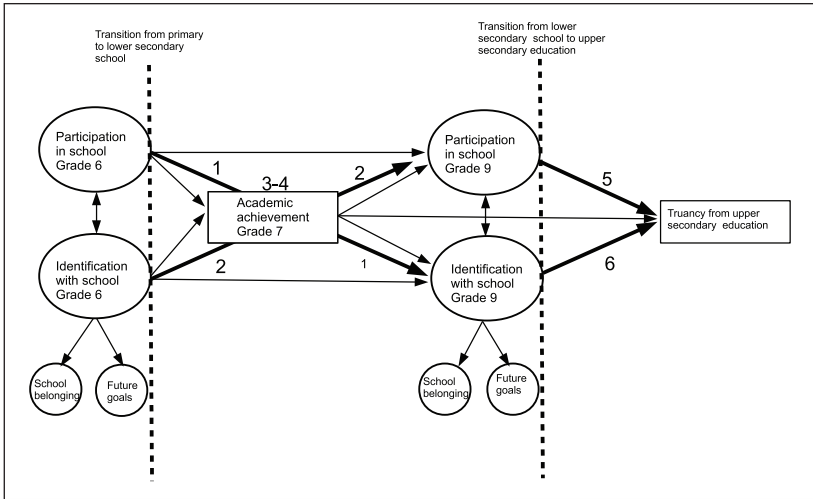 Transition from primary
to lower secondary
school
Transition from lower
secondary school to upper
secondary education
Participation
in school
Grade 6
1
3-4
2
Participation
in school
Grade 9
5
Academic
achievement
Grade 7
Truancy from upper
secondary education
Identification
with school
Grade 6
2
1
Identification
with school
Grade 9
6
School
belonging
Future
goals
School
belonging
Future
goals